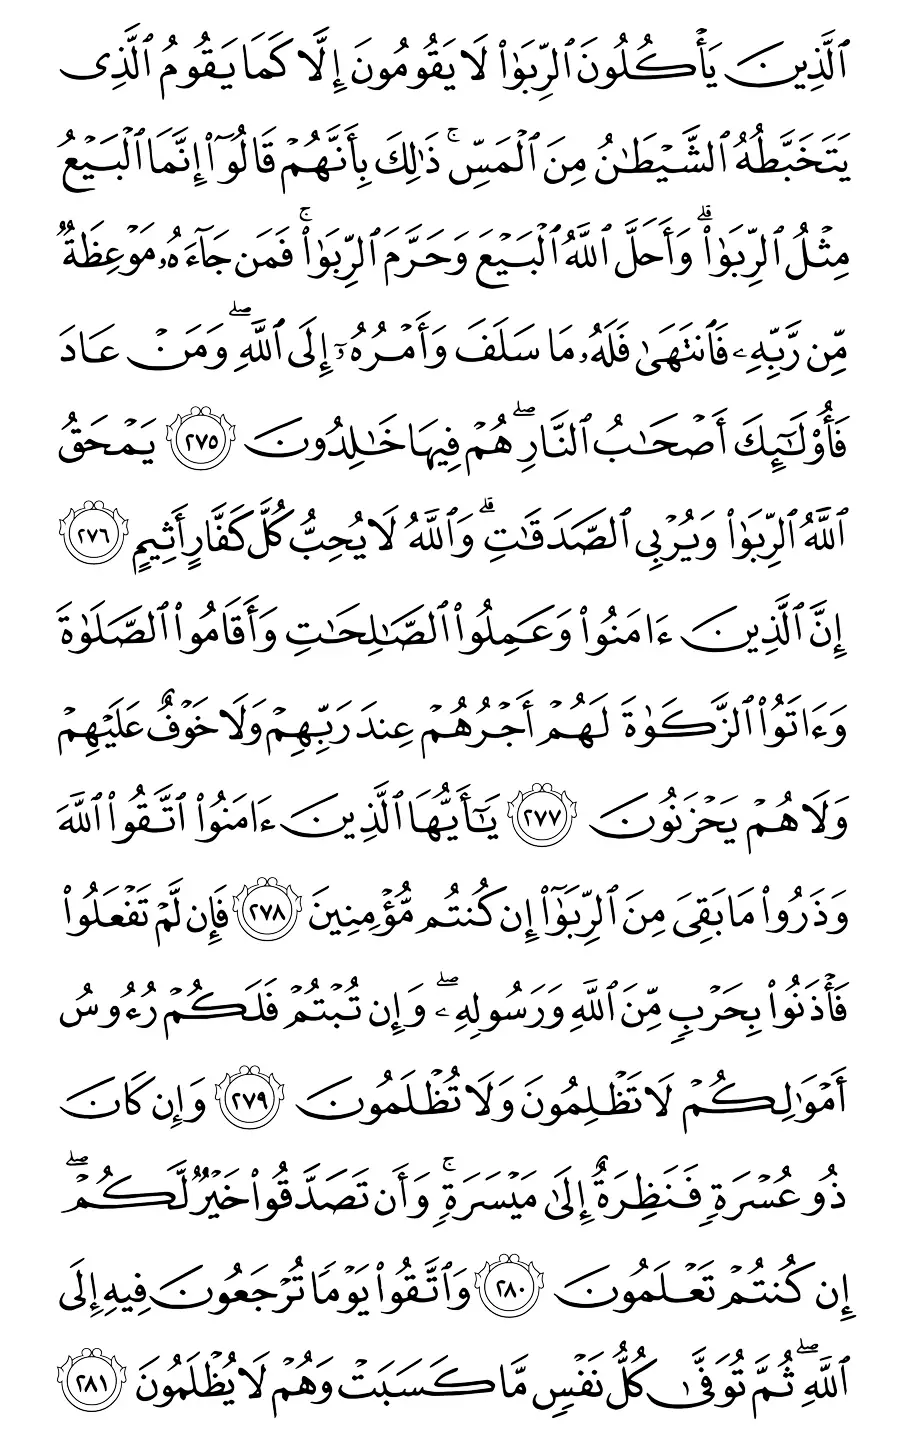 ٱلَّذِينَ يَأۡكُلُونَ ٱلرِّبَوٰاْ لَا يَقُومُونَ إِلَّا كَمَا يَقُومُ ٱلَّذِى
يَتَخَبَّطُهُ ٱلشَّيۡطَٰنُ مِنَ ٱلۡمَسِّۚ ذَٰلِكَ بِأَنَّهُمۡ قَالُوٓاْ إِنَّمَا ٱلۡبَيۡعُ
مِثۡلُ ٱلرِّبَوٰاْۗ وَأَحَلَّ ٱللَّهُ ٱلۡبَيۡعَ وَحَرَّمَ ٱلرِّبَوٰاْۚ فَمَن جَآءَهُۥ مَوۡعِظَةٌ
مِّن رَّبِّهِۦ فَٱنتَهَىٰ فَلَهُۥ مَا سَلَفَ وَأَمۡرُهُۥٓ إِلَى ٱللَّهِۖ وَمَنۡ عَادَ
فَأُوْلَٰٓئِكَ أَصۡحَٰبُ ٱلنَّارِۖ هُمۡ فِيهَا خَٰلِدُونَ ٢٧٥ يَمۡحَقُ
ٱللَّهُ ٱلرِّبَوٰاْ وَيُرۡبِى ٱلصَّدَقَٰتِۗ وَٱللَّهُ لَا يُحِبُّ كُلَّ كَفَّارٍ أَثِيمٍ ٢٧٦
إِنَّ ٱلَّذِينَ ءَامَنُواْ وَعَمِلُواْ ٱلصَّٰلِحَٰتِ وَأَقَامُواْ ٱلصَّلَوٰةَ
وَءَاتَوُاْ ٱلزَّكَوٰةَ لَهُمۡ أَجۡرُهُمۡ عِندَ رَبِّهِمۡ وَلَا خَوۡفٌ عَلَيۡهِمۡ
وَلَا هُمۡ يَحۡزَنُونَ ٢٧٧ يَٰٓأَيُّهَا ٱلَّذِينَ ءَامَنُواْ ٱتَّقُواْ ٱللَّهَ
وَذَرُواْ مَا بَقِىَ مِنَ ٱلرِّبَوٰٓاْ إِن كُنتُم مُّؤۡمِنِينَ ٢٧٨ فَإِن لَّمۡ تَفۡعَلُواْ
فَأۡذَنُواْ بِحَرۡبٍ مِّنَ ٱللَّهِ وَرَسُولِهِۦۖ وَإِن تُبۡتُمۡ فَلَكُمۡ رُءُوسُ
أَمۡوَٰلِكُمۡ لَا تَظۡلِمُونَ وَلَا تُظۡلَمُونَ ٢٧٩ وَإِن كَانَ
ذُو عُسۡرَةٍ فَنَظِرَةٌ إِلَىٰ مَيۡسَرَةٍۚ وَأَن تَصَدَّقُواْ خَيۡرٌ لَّكُمۡۖ
إِن كُنتُمۡ تَعۡلَمُونَ ٢٨٠ وَٱتَّقُواْ يَوۡمًا تُرۡجَعُونَ فِيهِ إِلَى
ٱللَّهِۖ ثُمَّ تُوَفَّىٰ كُلُّ نَفۡسٍ مَّا كَسَبَتۡ وَهُمۡ لَا يُظۡلَمُونَ ٢٨١